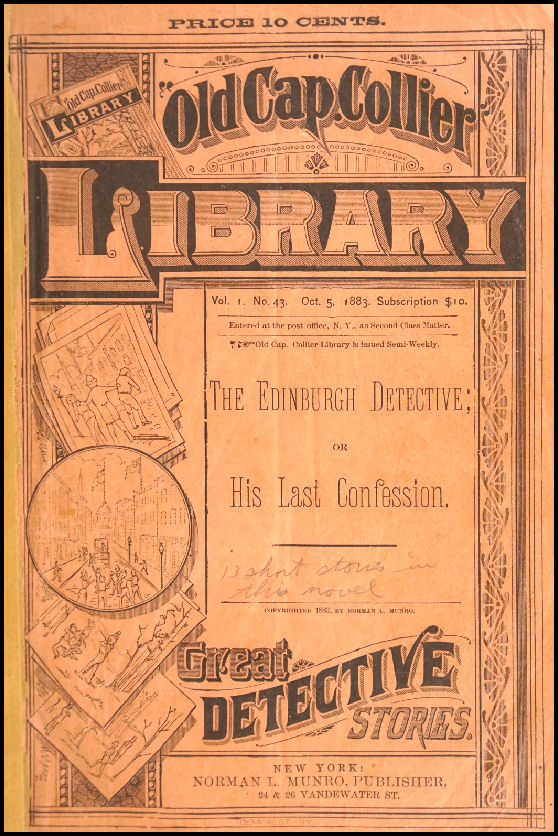 PRICE 10 CENTS.
Old Cap. Collier
LIBRARY
Old Cap. Collier
LIBRARY
Vol. 1. No. 43. Oct. 5, 1883. Subscription $10.
Entered at the post office, N. Y., as Second Class Matter.
Old Cap. Collier Library is issued Semi-Weekly.
THE EDINBURGH DETECTIVE;
OR
His Last Confession.
13 short stories in
this novel
COPYRIGHTED 1883, BY NORMAN L. MUNRO.
Great
DETECTIVE
STORIES.
NEW YORK:
NORMAN L. MUNRO, PUBLISHER,
24 & 26 VANDEWATER ST.